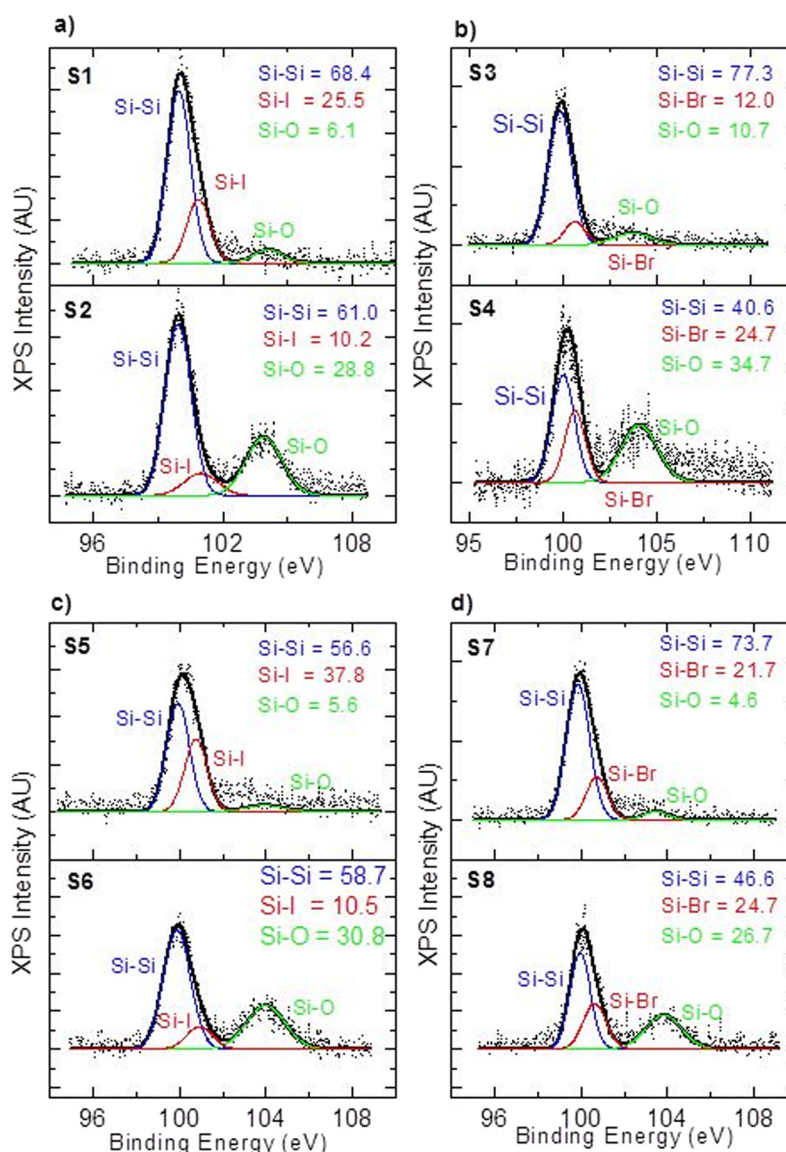 a)
S1
Si-Si = 68.4
Si-I = 25.5
Si-O = 6.1
Si-Si
Si-I
Si-O
S2
Si-Si = 61.0
Si-I = 10.2
Si-O = 28.8
Si-Si
Si-I
Si-O
XPS Intensity (AU)
96 102 108
Binding Energy (eV)
b)
S3
Si-Si = 77.3
Si-Br = 12.0
Si-O = 10.7
Si-Si
Si-O
Si-Br
S4
Si-Si = 40.6
Si-Br = 24.7
Si-O = 34.7
Si-Si
Si-O
Si-Br
XPS Intensity (AU)
95 100 105 110
Binding Energy (eV)
c)
S5
Si-Si = 56.6
Si-I = 37.8
Si-O = 5.6
Si-Si
Si-I
Si-O
S6
Si-Si = 58.7
Si-I = 10.5
Si-O = 30.8
Si-Si
Si-I
Si-O
XPS Intensity (AU)
96 100 104 108
Binding Energy (eV)
d)
S7
Si-Si = 73.7
Si-Br = 21.7
Si-O = 4.6
Si-Si
Si-Br
Si-O
S8
Si-Si = 46.6
Si-Br = 24.7
Si-O = 26.7
Si-Si
Si-Br
Si-O
XPS Intensity (AU)
96 100 104 108
Binding Energy (eV)